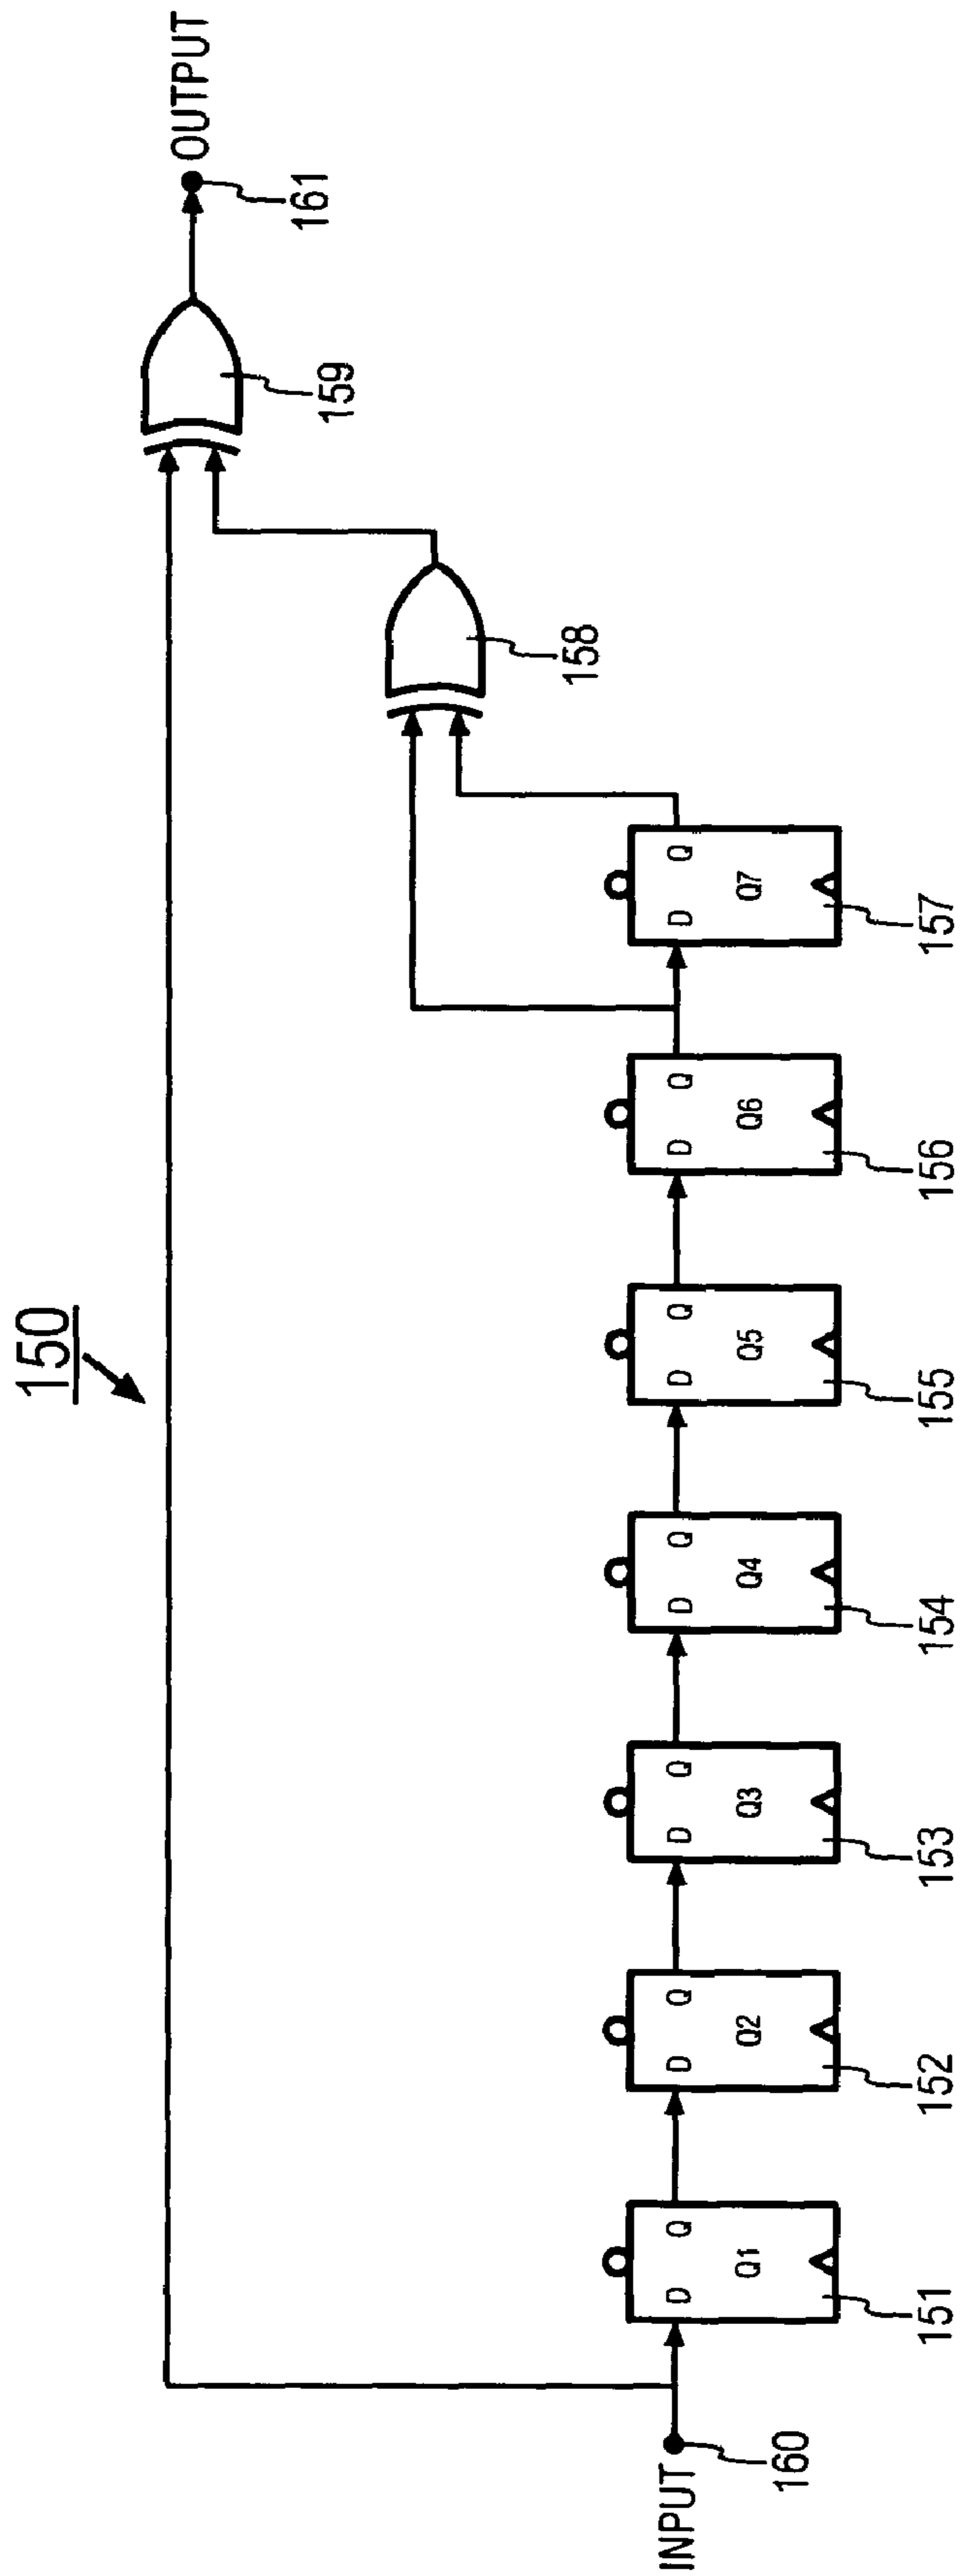 150
OUTPUT
161
159
158
D Q
Q1
151
D Q
Q2
152
D Q
Q3
153
D Q
Q4
154
D Q
Q5
155
D Q
Q6
156
D Q
Q7
157
INPUT
160